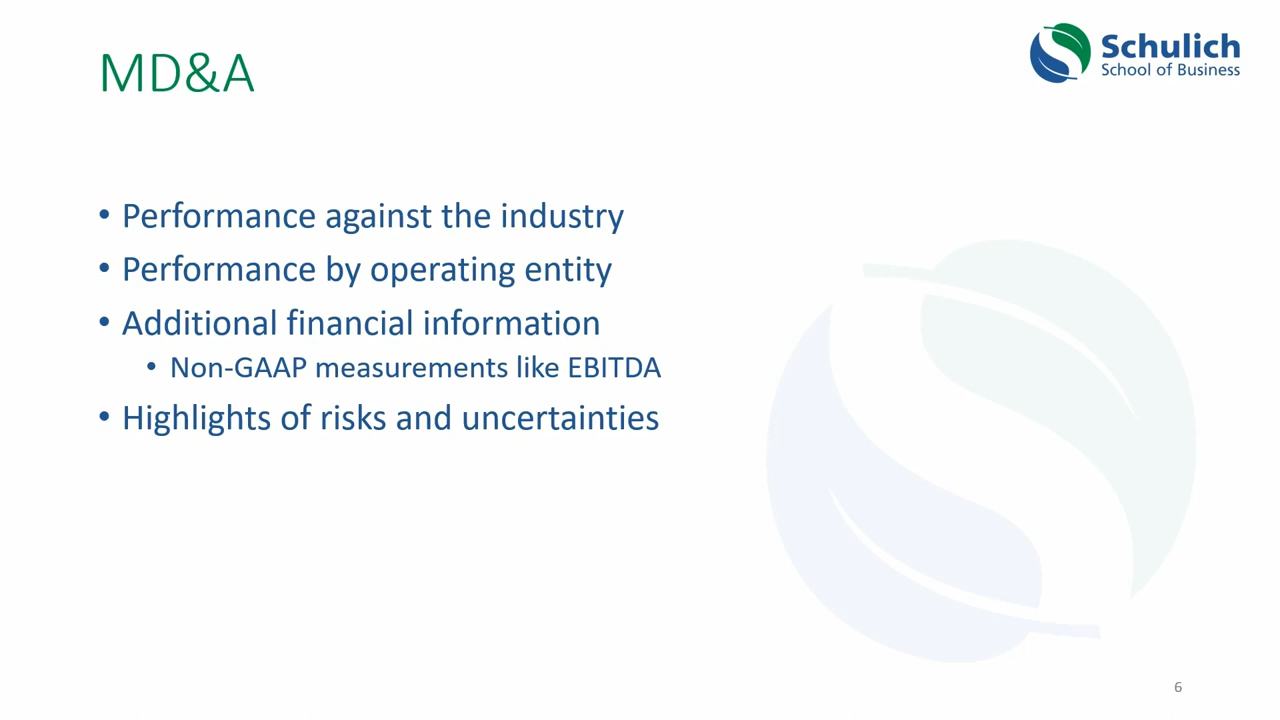 MD&A
Schulich
School of Business
• Performance against the industry
• Performance by operating entity
• Additional financial information
• Non-GAAP measurements like EBITDA
• Highlights of risks and uncertainties
6